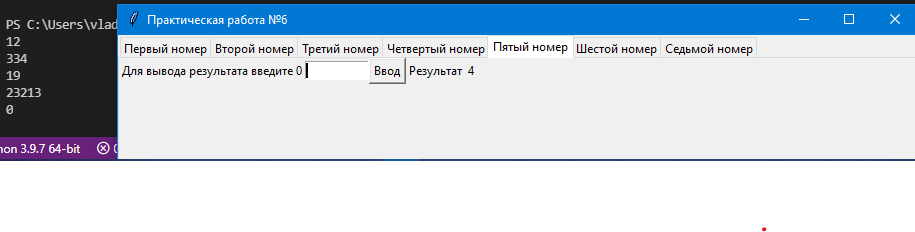 PS C:\Users\vlad
12
334
19
23213
0
Практическая работа №6
Первый номер Второй номер Третий номер Четвертый номер Пятый номер Шестой номер Седьмой номер
Для вывода результата введите 0 Ввод Результат 4
on 3.9.7 64-bit 0